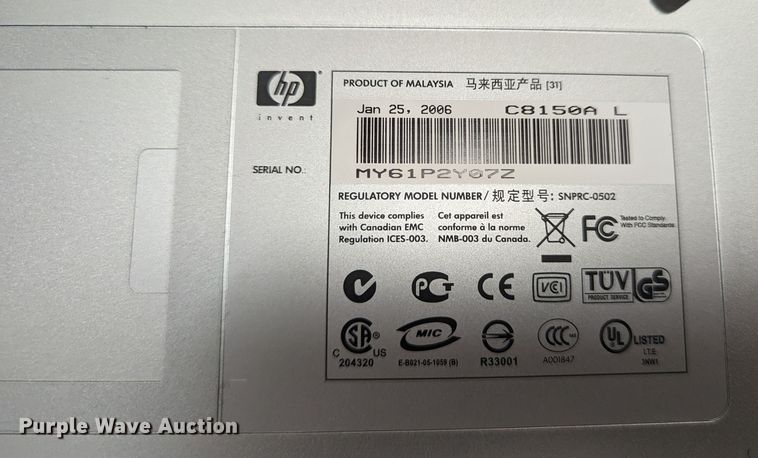 hp
invent
PRODUCT OF MALAYSIA 马来西亚产品 [31]
Jan 25, 2006 C8150A L
SERIAL NO.:
MY61P2Y07Z
REGULATORY MODEL NUMBER/规定型号: SNPRC-0502
This device complies
with Canadian EMC
Regulation ICES-003.
Cet appareil est
conforme à la norme
NMB-003 du Canada.
FC
Tested to Comply
With FCC Standards
PCT
CE
VCI
TÜV
PRODUCT SERVICE
GS
C SA ® US
204320
MIC
E-B021-05-1059 (B)
R33001
CCC
A001847
UL ® LISTED
I.T.E.
3NW1
Purple Wave Auction